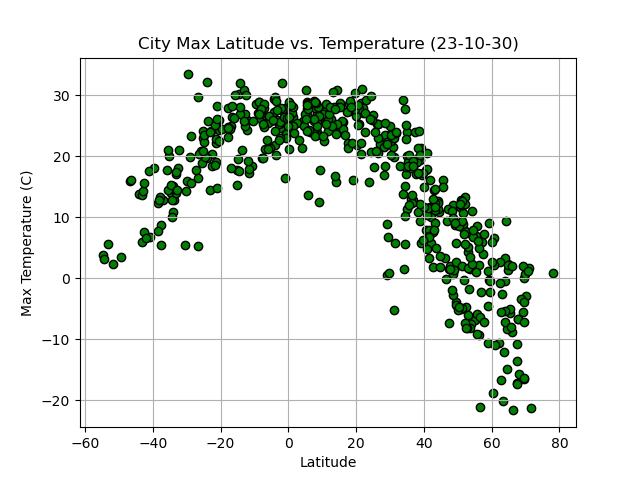 City Max Latitude vs. Temperature (23-10-30)
Max Temperature (C)
30
20
10
0
−10
−20
−60 −40 −20 0 20 40 60 80
Latitude